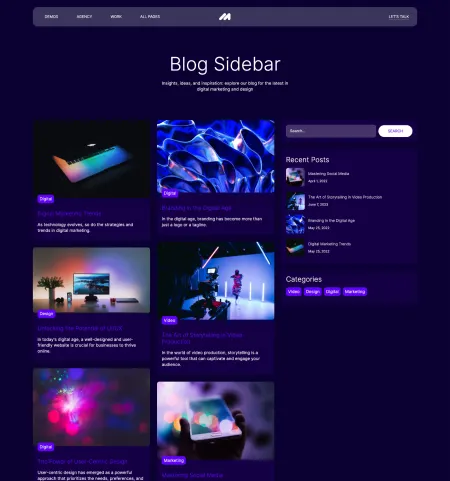 DEMOS
AGENCY
WORK
ALL PAGES
LET'S TALK
Blog Sidebar
Insights, ideas, and inspiration: explore our blog for the latest in
digital marketing and design
Digital
Digital Marketing Trends
As technology evolves, so do the strategies and
trends in digital marketing.
Design
Unlocking the Potential of UI/UX
In today's digital age, a well-designed and user-
friendly website is crucial for businesses to thrive
online.
Digital
The Power of User-Centric Design
User-centric design has emerged as a powerful
approach that prioritizes the needs, preferences, and
Digital
Branding in the Digital Age
In the digital age, branding has become more than
just a logo or a tagline.
Video
The Art of Storytelling in Video
Production
In the world of video production, storytelling is a
powerful tool that can captivate and engage your
audience.
Marketing
Mastering Social Media
Search...
SEARCH
Recent Posts
Mastering Social Media
April 1, 2023
The Art of Storytelling in Video Production
June 7, 2023
Branding in the Digital Age
May 25, 2023
Digital Marketing Trends
May 25, 2023
Categories
Video
Design
Digital
Marketing